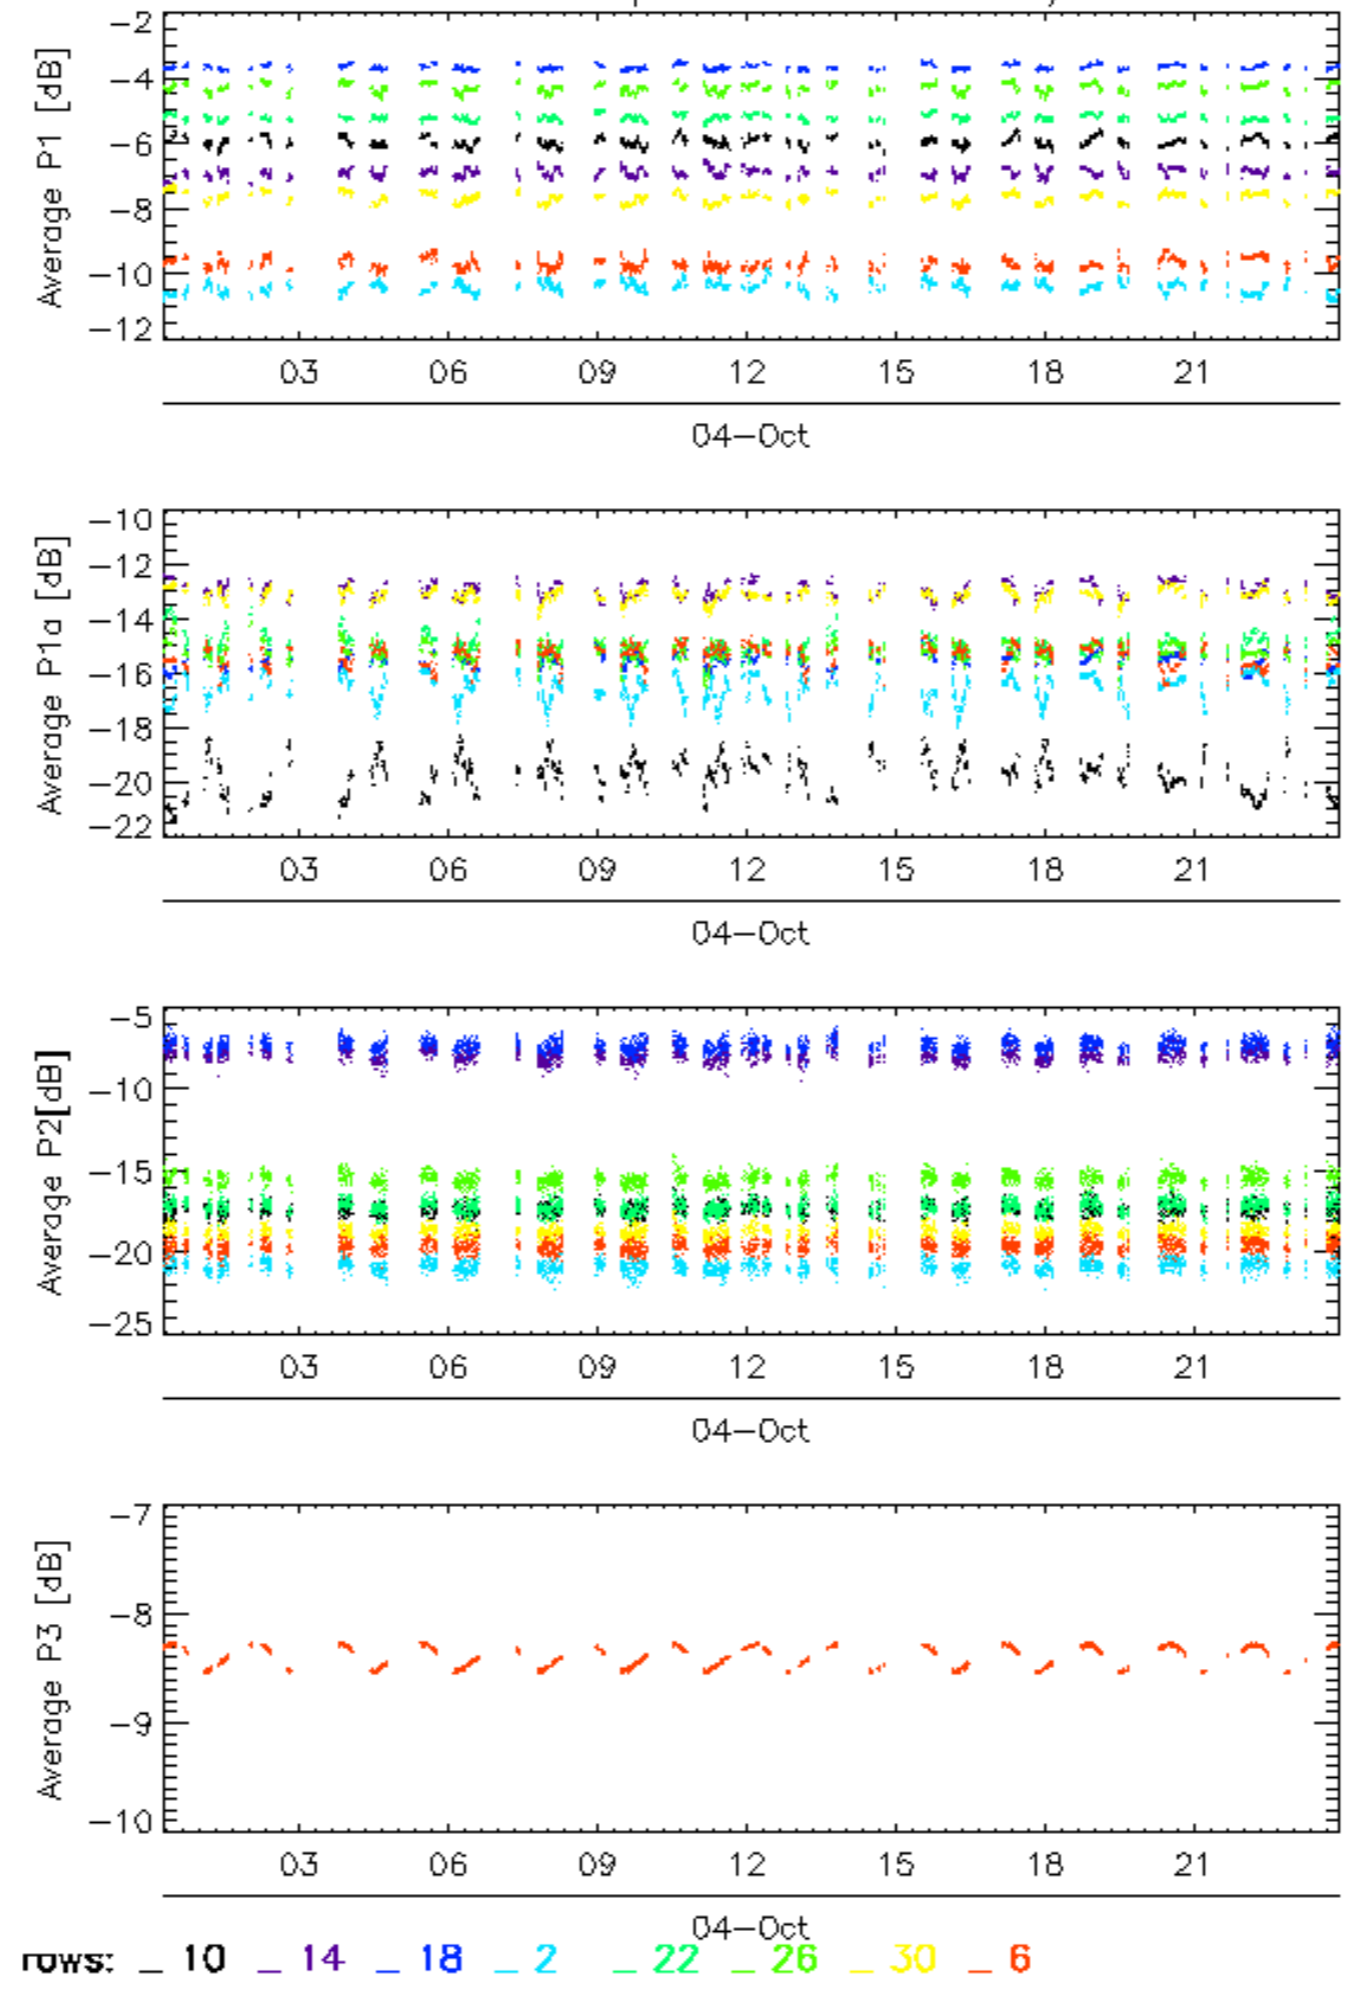 Average P1 [dB]
−2
−4
−6
−8
−10
−12
03 06 09 12 15 18 21
04−Oct
Average P1a [dB]
−10
−12
−14
−16
−18
−20
−22
03 06 09 12 15 18 21
04−Oct
Average P2[dB]
−5
−10
−15
−20
−25
03 06 09 12 15 18 21
04−Oct
Average P3 [dB]
−7
−8
−9
−10
03 06 09 12 15 18 21
04−Oct
rows: _ 10 _ 14 _ 18 _ 2 _ 22 _ 26 _ 30 _ 6